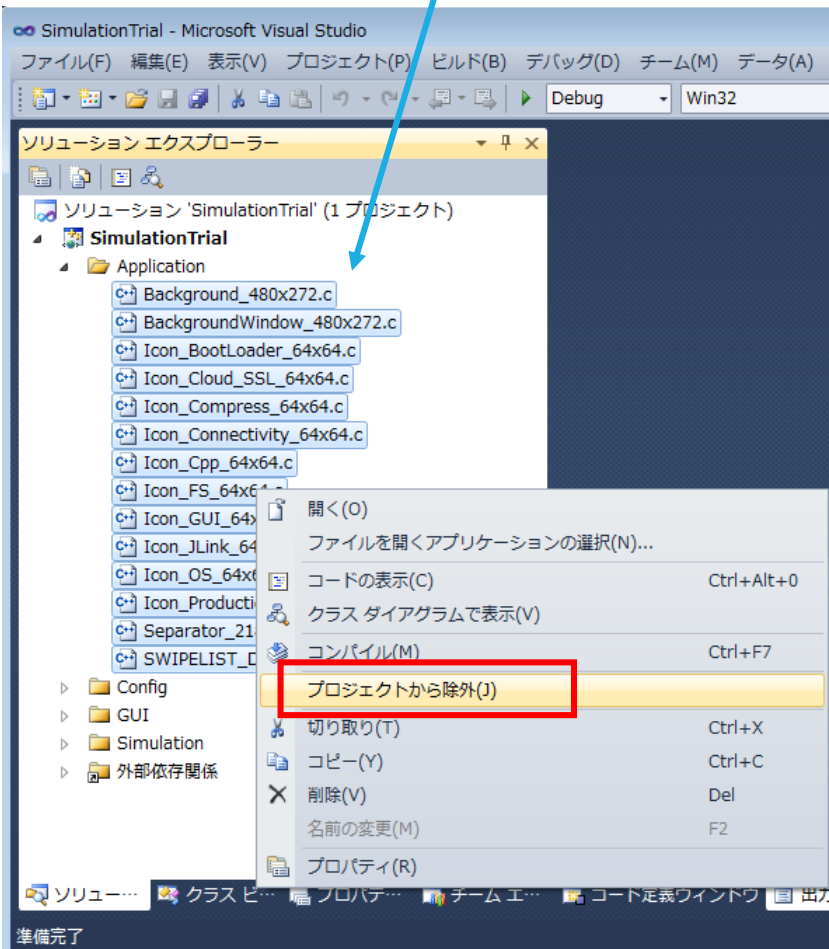 SimulationTrial - Microsoft Visual Studio
ファイル(F) 編集(E) 表示(V) プロジェクト(P) ビルド(B) デバッグ(D) チーム(M) データ(A)
Debug Win32
ソリューション エクスプローラー
ソリューション 'SimulationTrial' (1 プロジェクト)
SimulationTrial
Application
Background_480x272.c
BackgroundWindow_480x272.c
Icon_BootLoader_64x64.c
Icon_Cloud_SSL_64x64.c
Icon_Compress_64x64.c
Icon_Connectivity_64x64.c
Icon_Cpp_64x64.c
Icon_FS_64x64.c
Icon_GUI_64x
Icon_JLink_64
Icon_OS_64x6
Icon_Producti
Separator_218
SWIPELIST_D
Config
GUI
Simulation
外部依存関係
開く(O)
ファイルを開くアプリケーションの選択(N)...
コードの表示(C) Ctrl+Alt+0
クラス ダイアグラムで表示(V)
コンパイル(M) Ctrl+F7
プロジェクトから除外(J)
切り取り(T) Ctrl+X
コピー(Y) Ctrl+C
削除(V) Del
名前の変更(M) F2
プロパティ(R)
ソリュー… クラス ビ… プロパテ… チーム エ… コード定義ウィンドウ 出力
準備完了